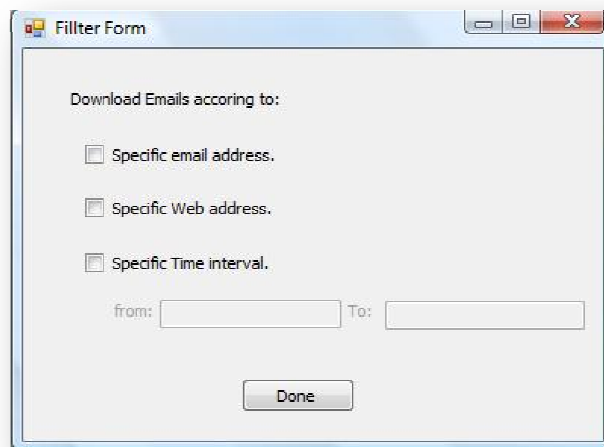 Fillter Form
Download Emails accoring to:
Specific email address.
Specific Web address.
Specific Time interval.
from: To:
Done